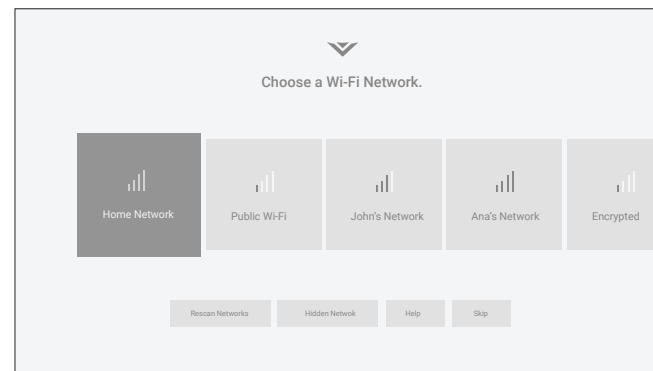 Choose a Wi-Fi Network.
Home Network
Public Wi-Fi
John's Network
Ana's Network
Encrypted
Rescan Networks
Hidden Netwok
Help
Skip